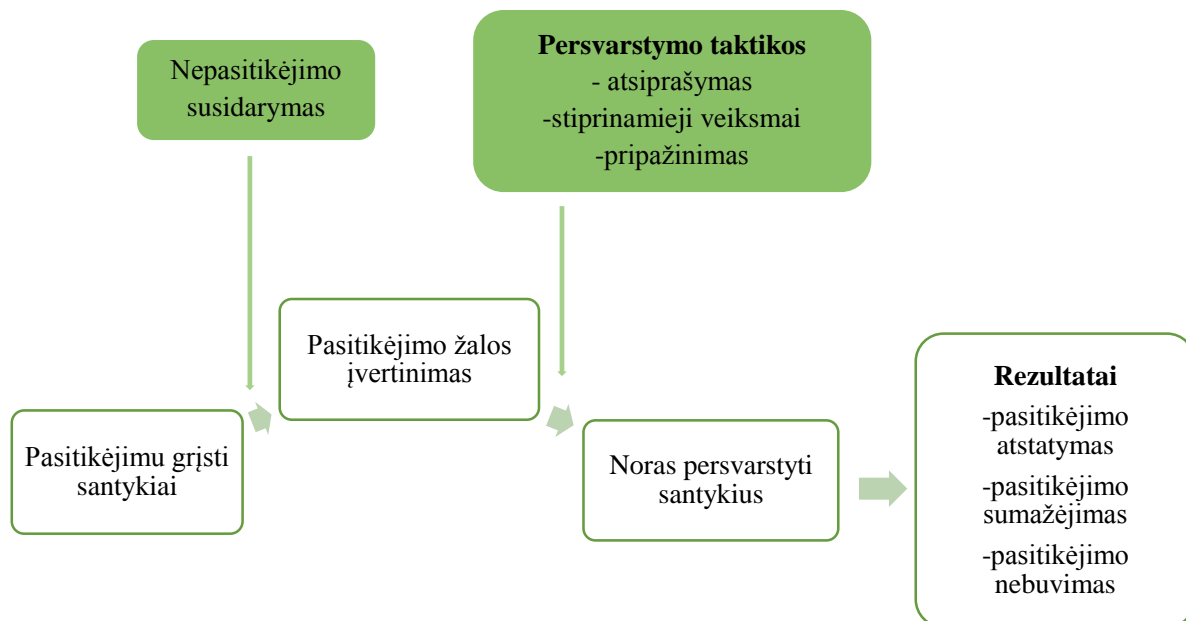 Nepasitikėjimo
susidarymas
Persvarstymo taktikos
- atsiprašymas
-stiprinamieji veiksmai
-pripažinimas
Pasitikėjimu grįsti
santykiai
Pasitikėjimo žalos
įvertinimas
Noras persvarstyti
santykius
Rezultatai
-pasitikėjimo
atstatymas
-pasitikėjimo
sumažėjimas
-pasitikėjimo
nebuvimas